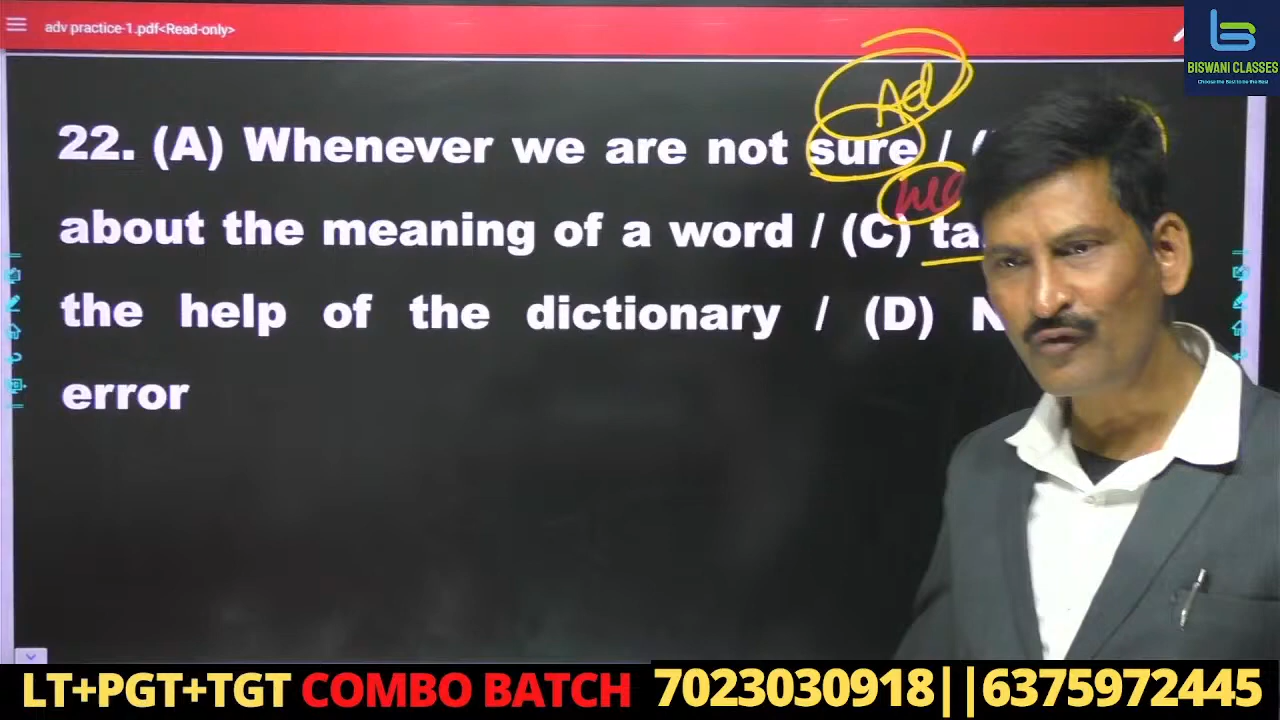 adv practice-1.pdf<Read-only>
BISWANI CLASSES
Ad
22. (A) Whenever we are not sure /
about the meaning of a word / (C)
the help of the dictionary / (D)
error
LT+PGT+TGT COMBO BATCH 7023030918||6375972445